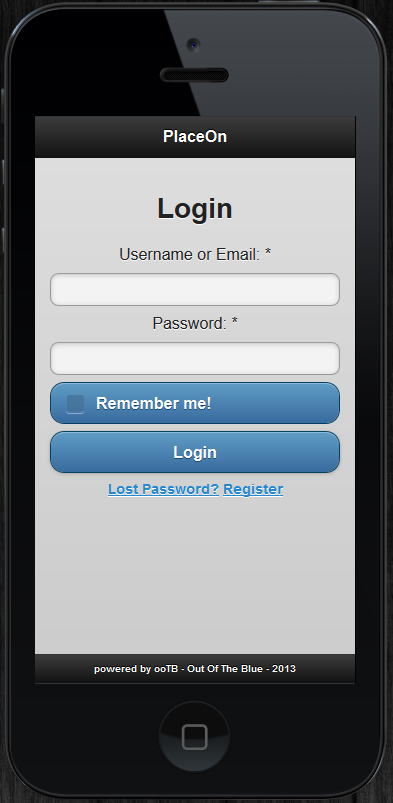 PlaceOn
Login
Username or Email: *
Password: *
Remember me!
Login
Lost Password? Register
powered by ooTB - Out Of The Blue - 2013